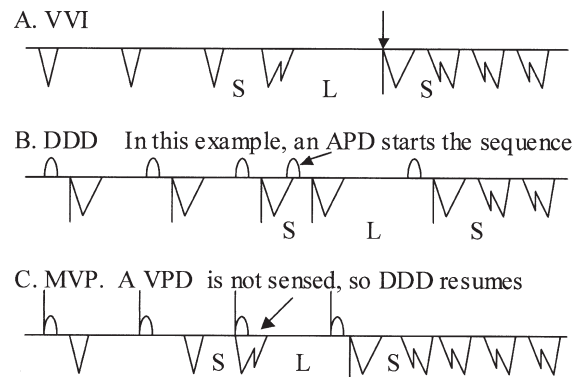 A. VVI
S L S
B. DDD In this example, an APD starts the sequence
S L S
C. MVP. A VPD is not sensed, so DDD resumes
S L S